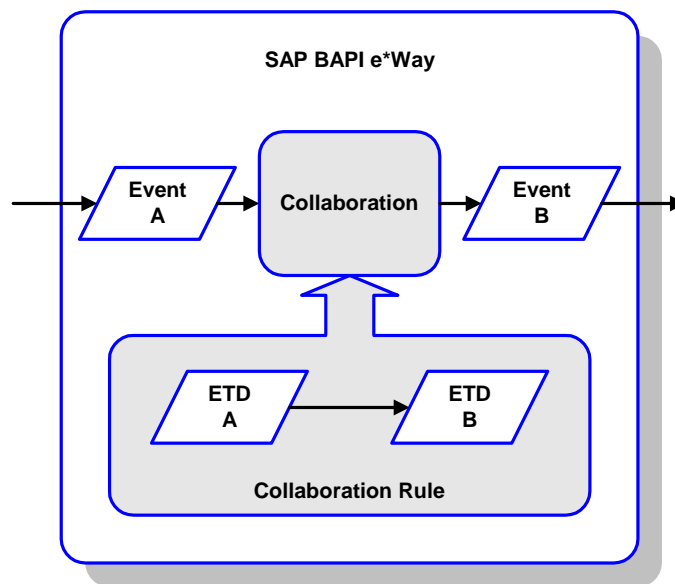 SAP BAPI e*Way
Event
A
Collaboration
Event
B
ETD
A
ETD
B
Collaboration Rule